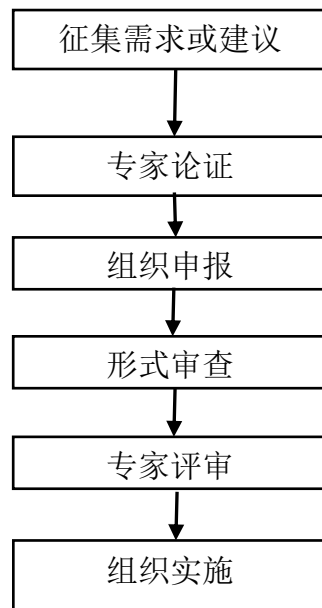 征集需求或建议
专家论证
组织申报
形式审查
专家评审
组织实施